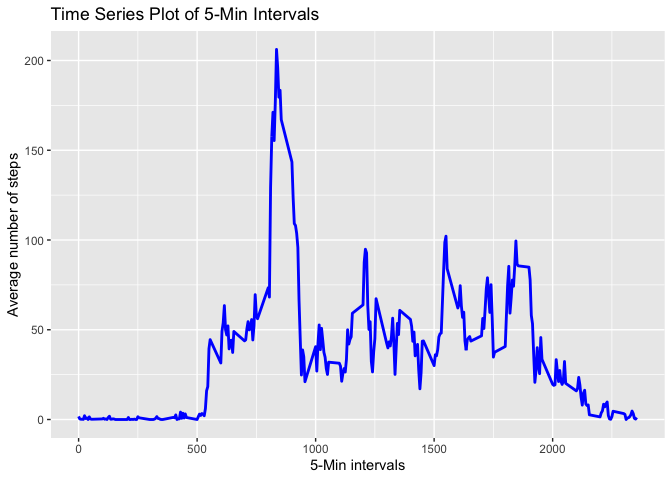 Time Series Plot of 5-Min Intervals
Average number of steps
200
150
100
50
0
0 500 1000 1500 2000
5-Min intervals